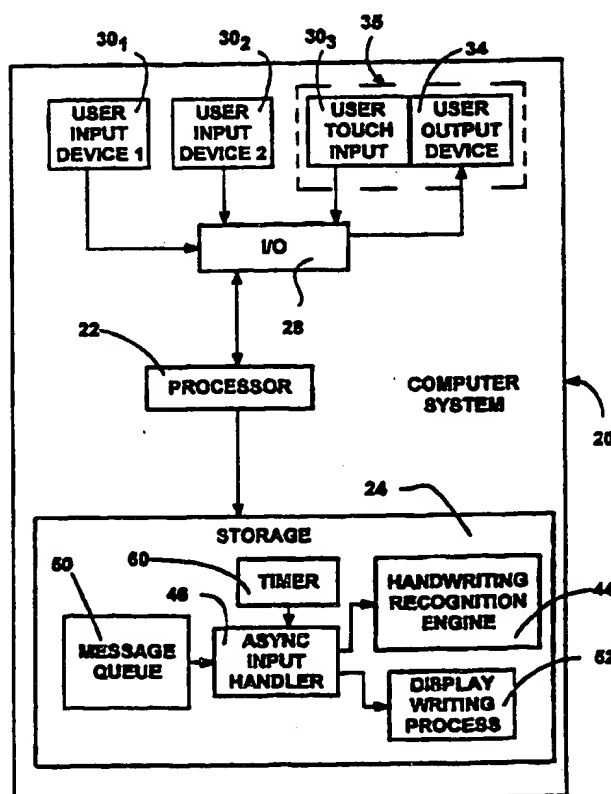 30₁
30₂
30₃
35
34
USER
INPUT
DEVICE 1
USER
INPUT
DEVICE 2
USER
TOUCH
INPUT
USER
OUTPUT
DEVICE
I/O
28
22
PROCESSOR
COMPUTER
SYSTEM
20
24
STORAGE
50
46
60
TIMER
MESSAGE
QUEUE
ASYNC
INPUT
HANDLER
HANDWRITING
RECOGNITION
ENGINE
44
DISPLAY
WRITING
PROCESS
52